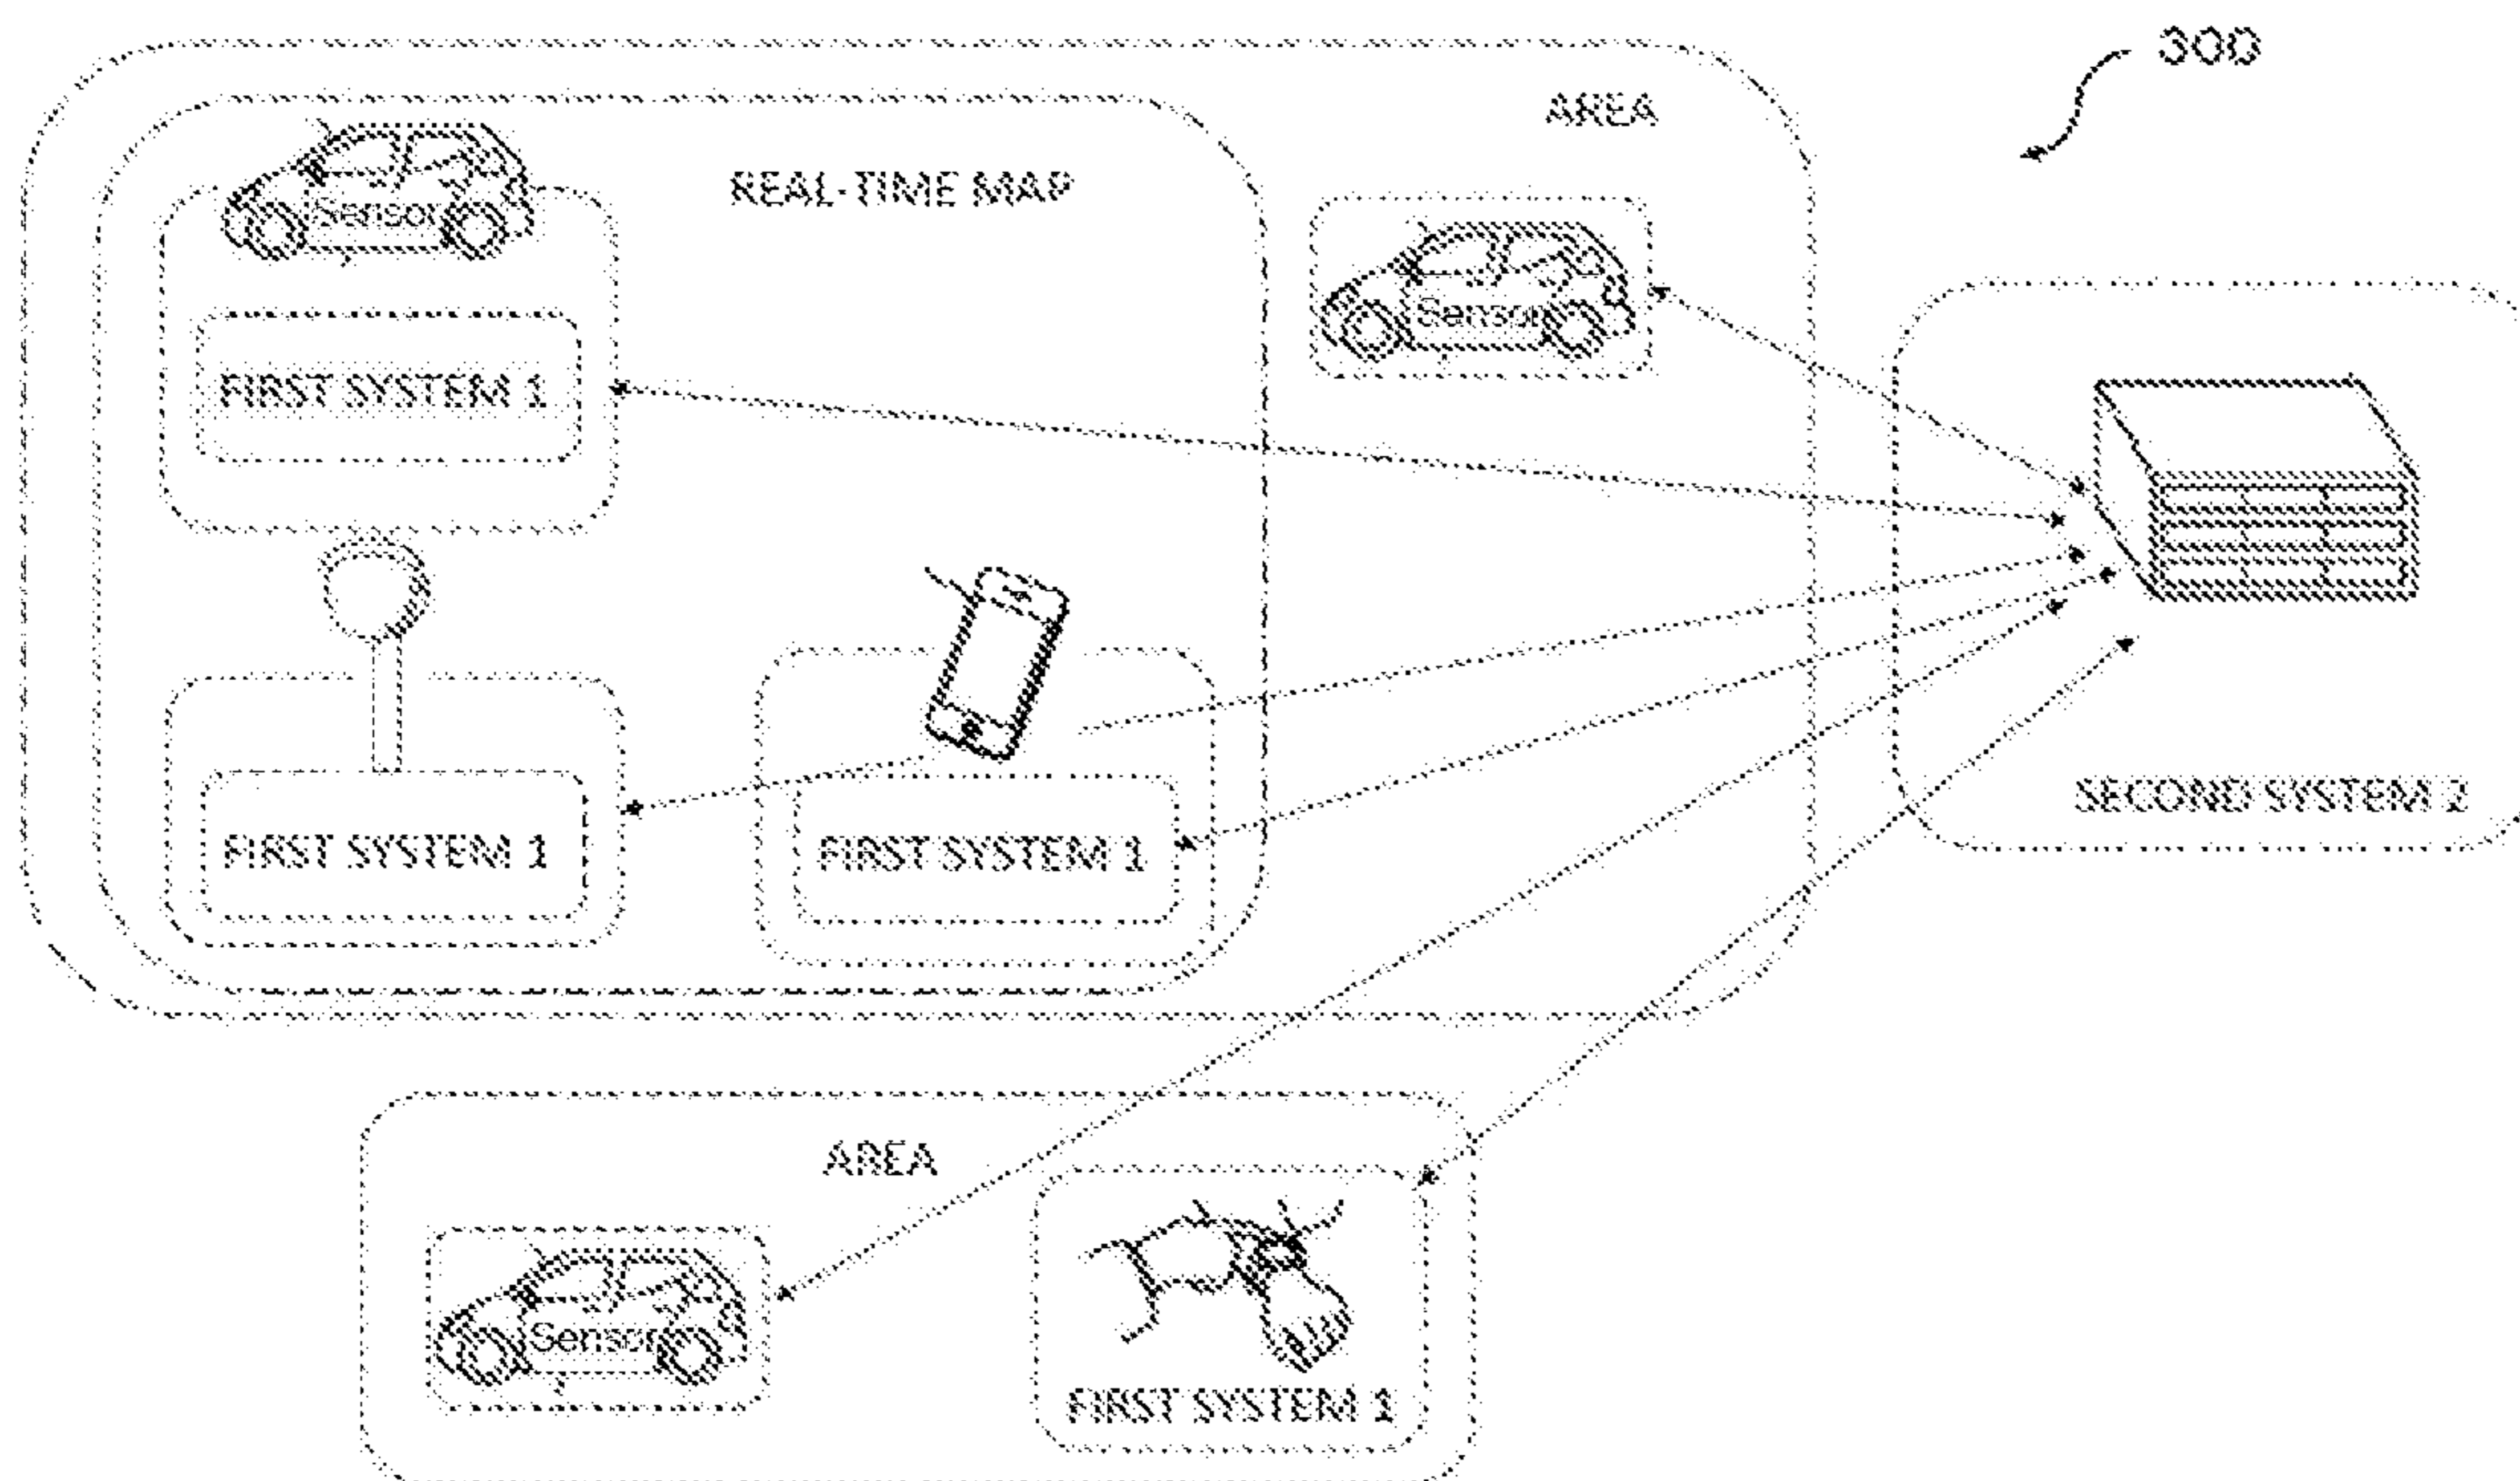 300
AREA
REAL-TIME MAP
Sensor
Sensor
FIRST SYSTEM 1
FIRST SYSTEM 1
FIRST SYSTEM 1
SECOND SYSTEM 2
AREA
Sensor
FIRST SYSTEM 1